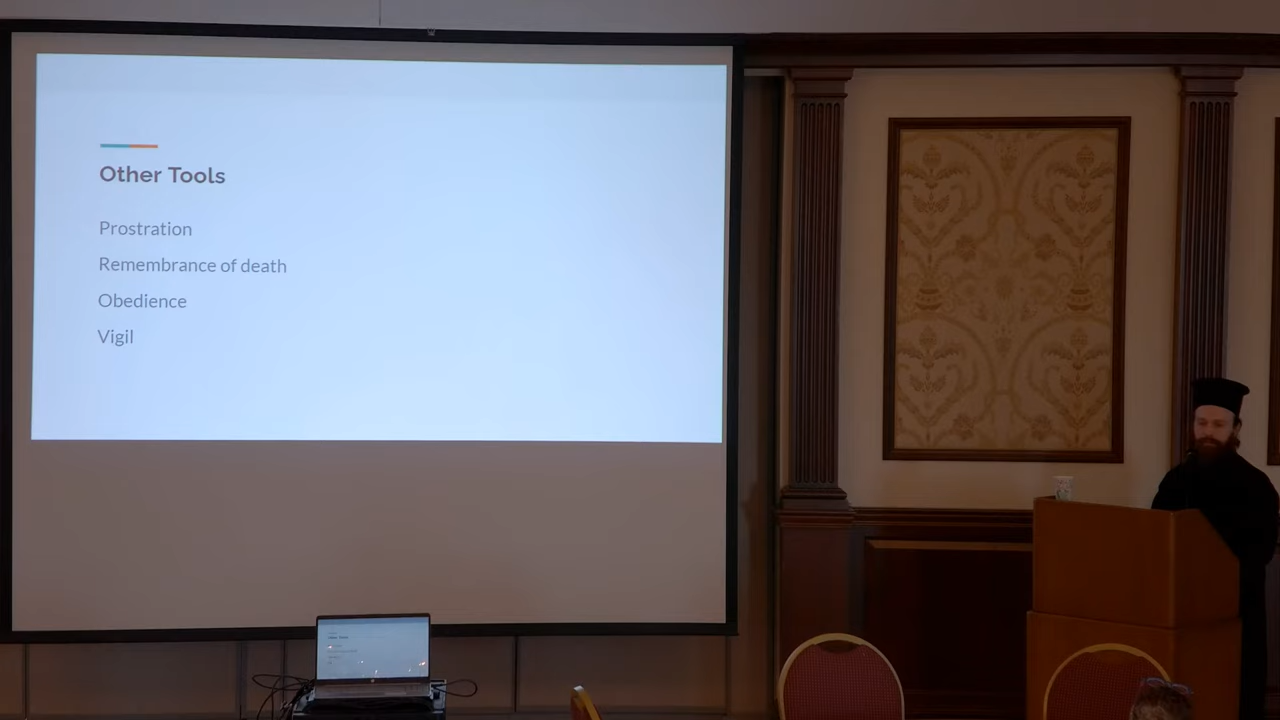 Other Tools
Prostration
Remembrance of death
Obedience
Vigil